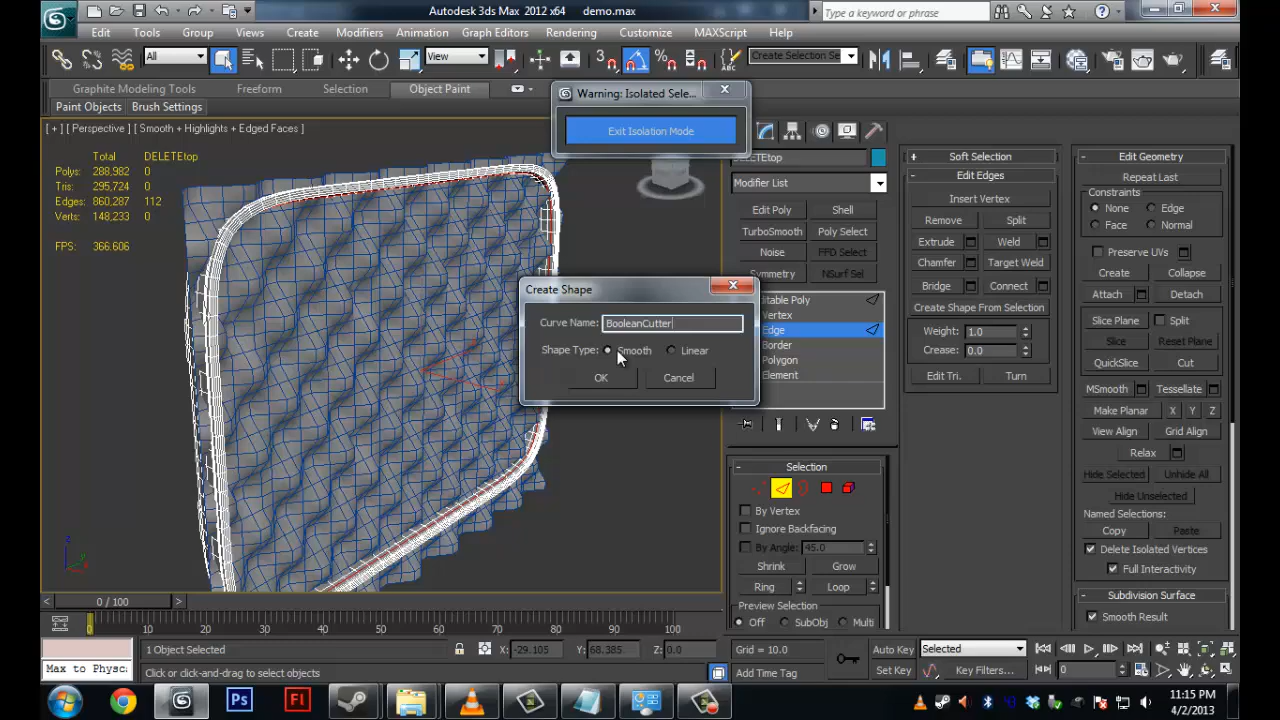 Autodesk 3ds Max 2012 x64 demo.max
Type a keyword or phrase
Edit Tools Group Views Create Modifiers Animation Graph Editors Rendering Customize MAXScript Help
All View Create Selection Se
Graphite Modeling Tools Freeform Selection Object Paint
Paint Objects Brush Settings
Warning: Isolated Sele...
Exit Isolation Mode
[ + ] [ Perspective ] [ Smooth + Highlights + Edged Faces ]
Total DELETEtop
Polys: 288,982 0
Tris: 295,724 0
Edges: 860,287 112
Verts: 148,233 0
FPS: 366.606
Create Shape
Curve Name: BooleanCutter
Shape Type: Smooth Linear
OK Cancel
DELETEtop
Modifier List
Edit Poly Shell
TurboSmooth Poly Select
Noise FFD Select
Symmetry NSurf Sel
ditable Poly
Vertex
Edge
Border
Polygon
Element
Selection
By Vertex
Ignore Backfacing
By Angle: 45.0
Shrink Grow
Ring Loop
Preview Selection
Off SubObj Multi
Soft Selection
Edit Edges
Insert Vertex
Remove Split
Extrude Weld
Chamfer Target Weld
Bridge Connect
Create Shape From Selection
Weight: 1.0
Crease: 0.0
Edit Tri. Turn
Edit Geometry
Repeat Last
Constraints
None Edge
Face Normal
Preserve UVs
Create Collapse
Attach Detach
Slice Plane Split
Slice Reset Plane
QuickSlice Cut
MSmooth Tessellate
Make Planar X Y Z
View Align Grid Align
Relax
Hide Selected Unhide All
Hide Unselected
Named Selections:
Copy Paste
Delete Isolated Vertices
Full Interactivity
Subdivision Surface
Smooth Result
0 / 100
0 10 20 30 40 50 60 70 80 90 100
1 Object Selected X: -29.105 Y: 68.385 Z: 0.0 Grid = 10.0 Auto Key Selected
Max to Physc Click or click-and-drag to select objects Add Time Tag Set Key Key Filters... 0
11:15 PM
4/2/2013